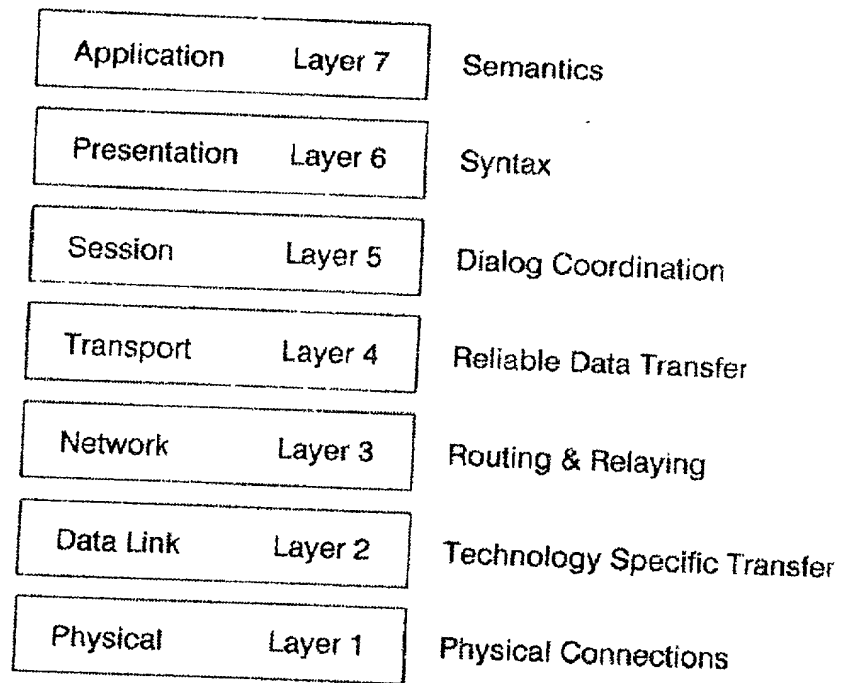 Application Layer 7 Semantics
Presentation Layer 6 Syntax
Session Layer 5 Dialog Coordination
Transport Layer 4 Reliable Data Transfer
Network Layer 3 Routing & Relaying
Data Link Layer 2 Technology Specific Transfer
Physical Layer 1 Physical Connections